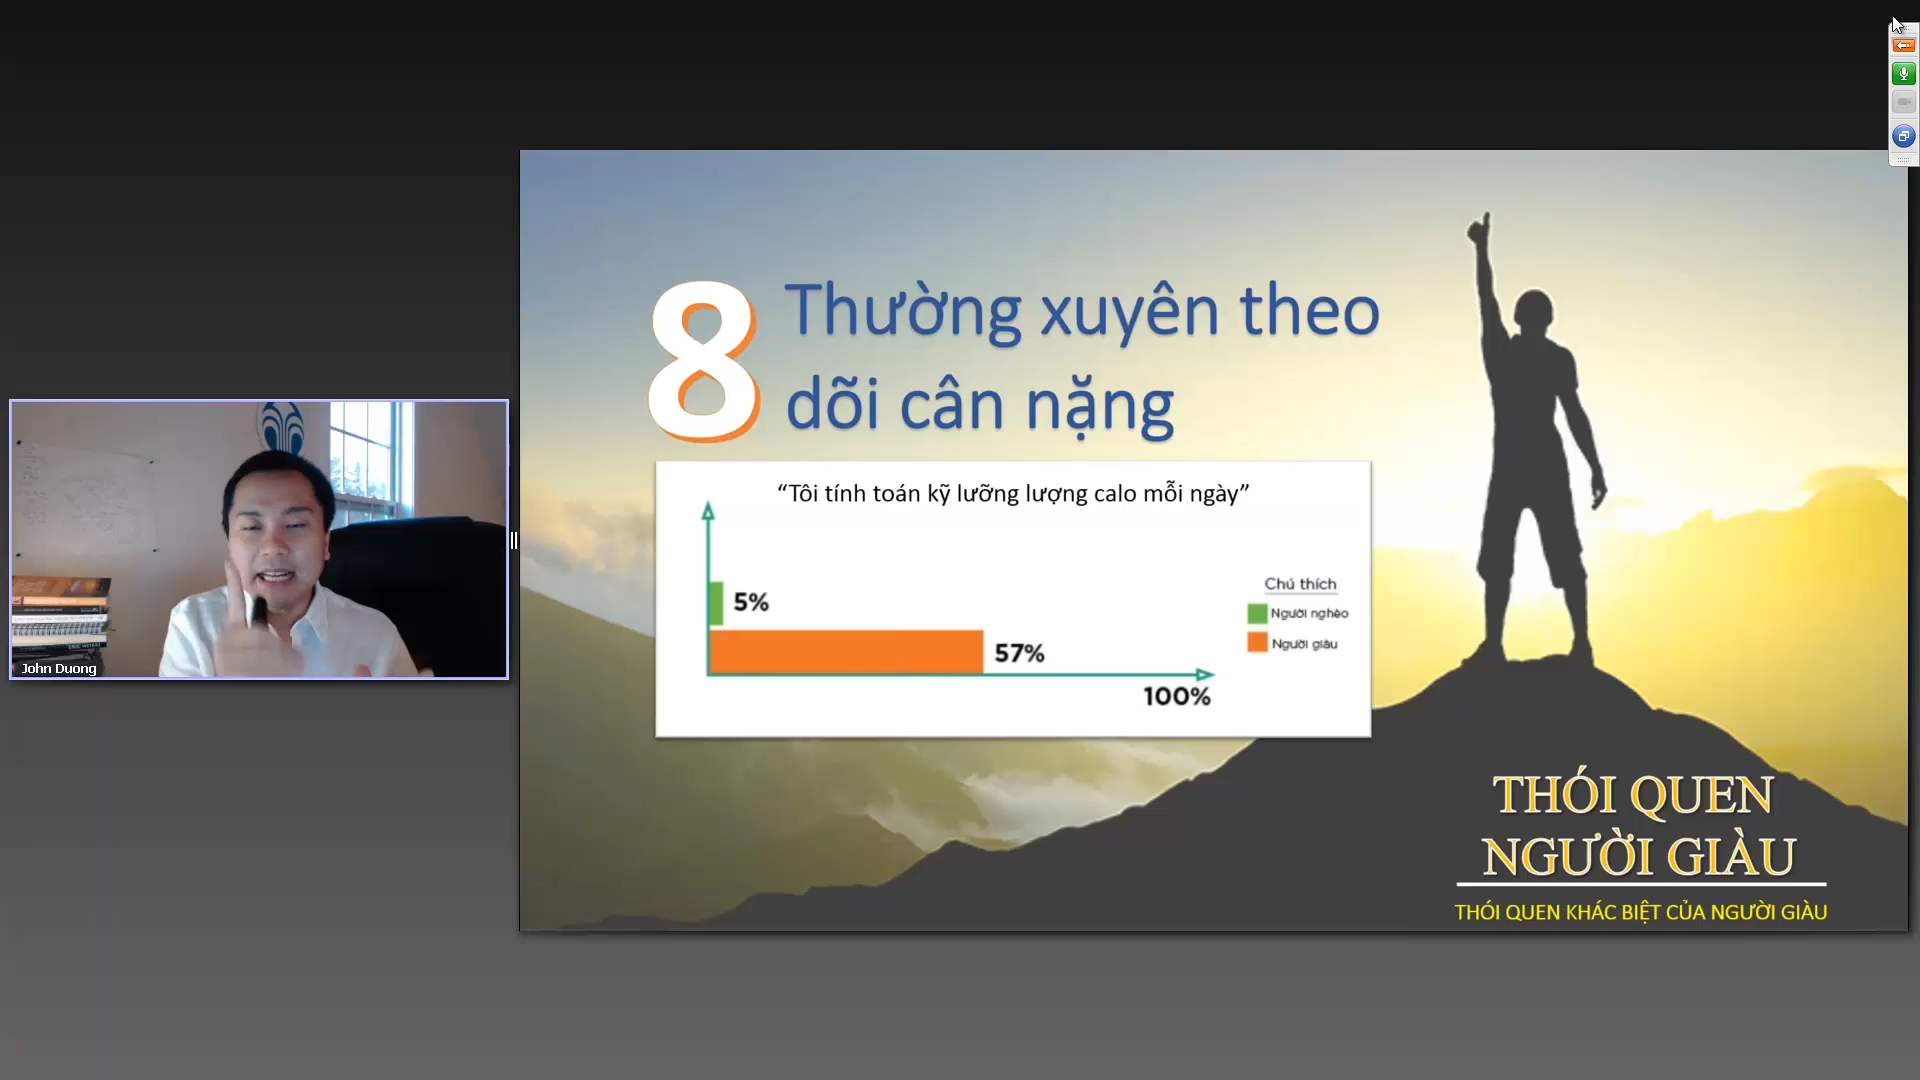 8
Thường xuyên theo
dõi cân nặng
“Tôi tính toán kỹ lưỡng lượng calo mỗi ngày”
5%
57%
100%
Chú thích
Người nghèo
Người giàu
THÓI QUEN
NGƯỜI GIÀU
THÓI QUEN KHÁC BIỆT CỦA NGƯỜI GIÀU
John Duong